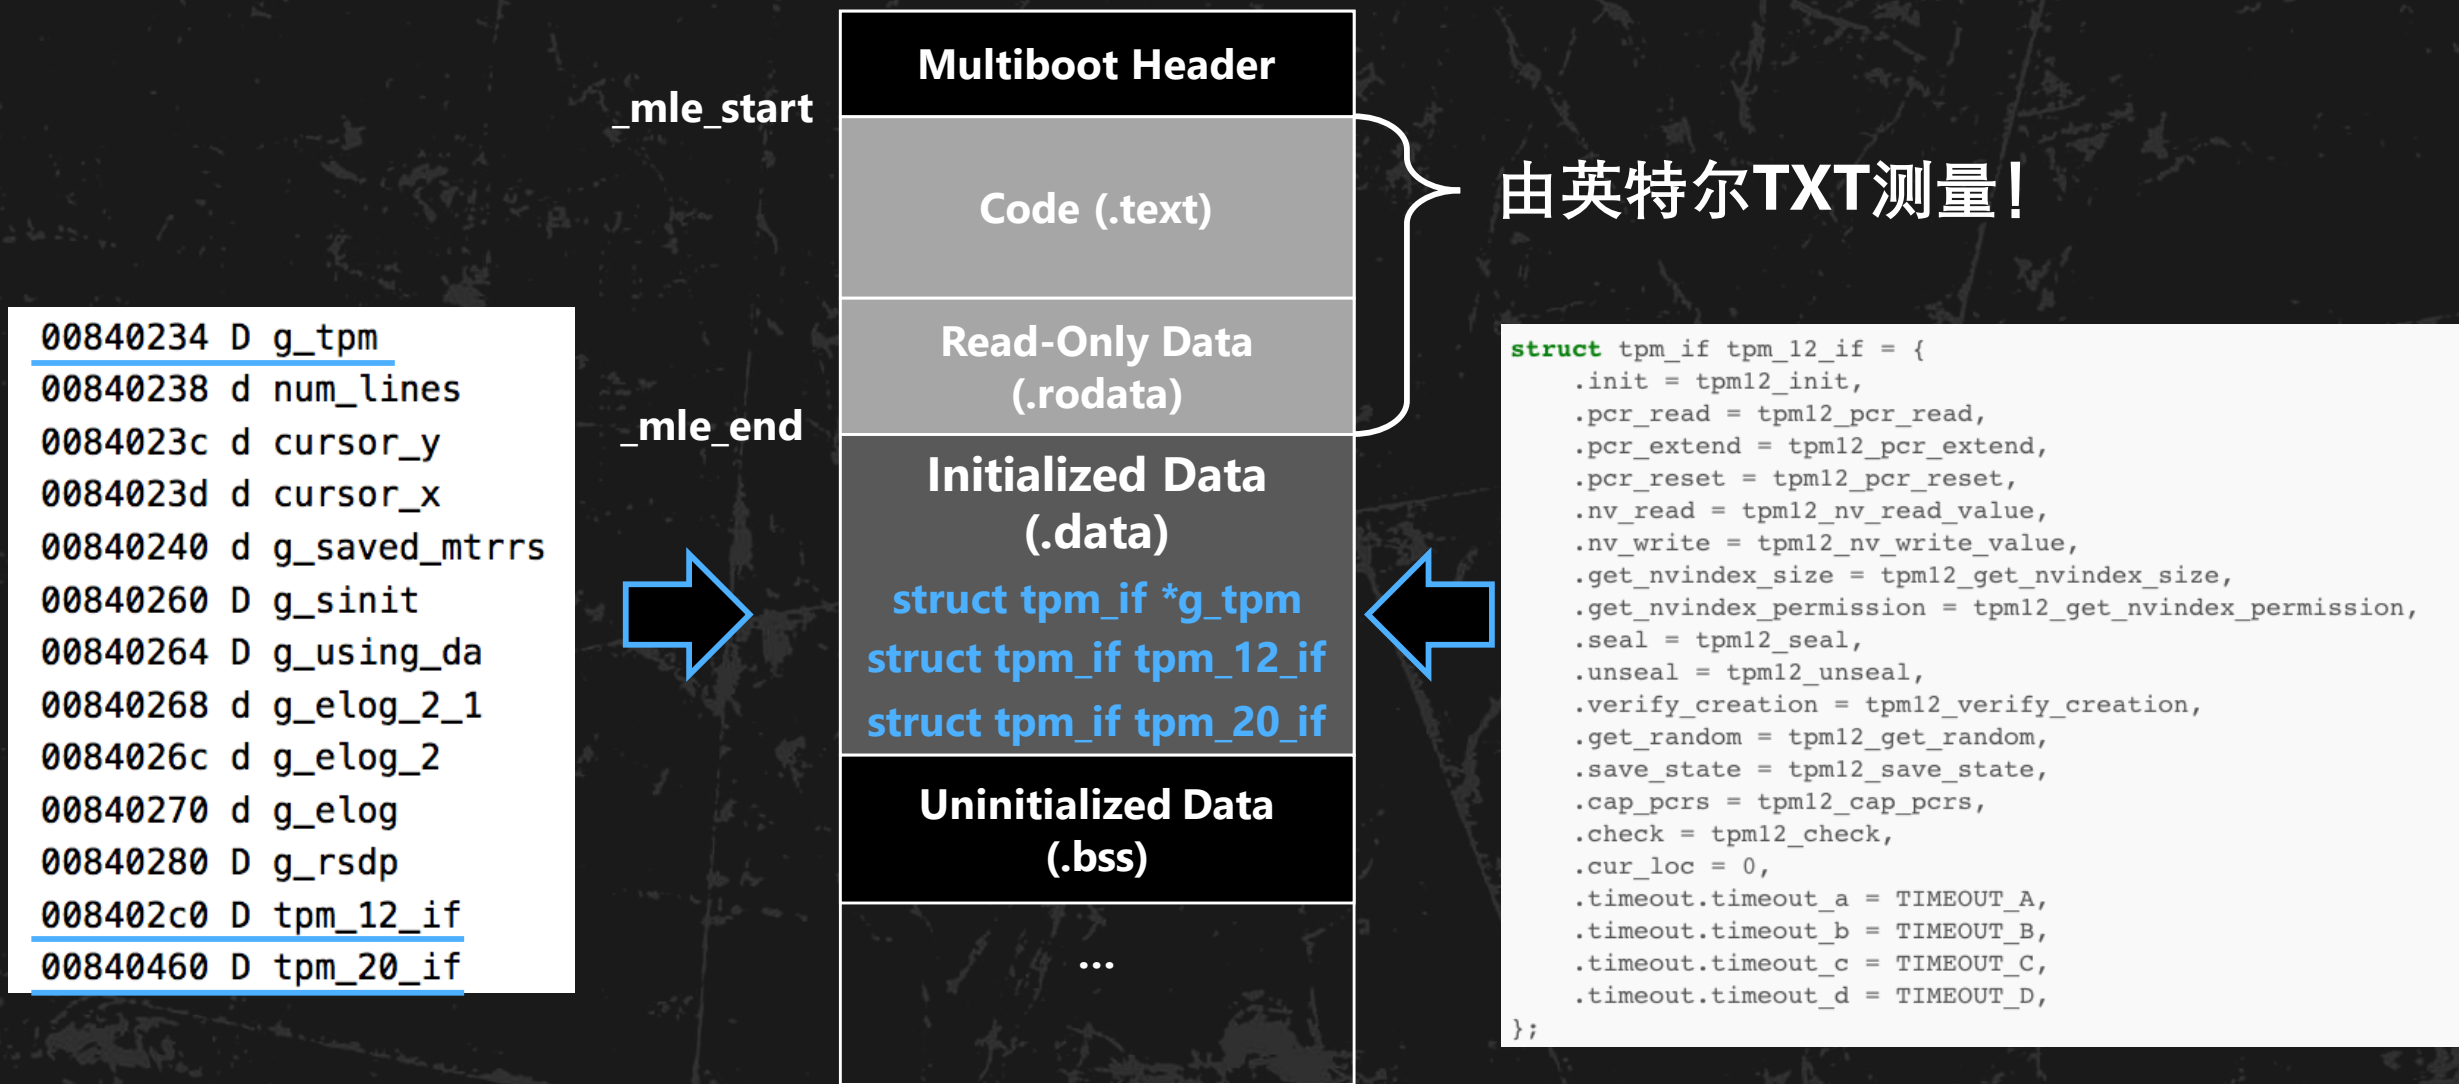 Multiboot Header
_mle_start
Code (.text)
由英特尔TXT测量！
Read-Only Data
(.rodata)
_mle_end
Initialized Data
(.data)
struct tpm_if *g_tpm
struct tpm_if tpm_12_if
struct tpm_if tpm_20_if
Uninitialized Data
(.bss)
...
00840234 D g_tpm
00840238 d num_lines
0084023c d cursor_y
0084023d d cursor_x
00840240 d g_saved_mtrrs
00840260 D g_sinit
00840264 D g_using_da
00840268 d g_elog_2_1
0084026c d g_elog_2
00840270 d g_elog
00840280 D g_rsdp
008402c0 D tpm_12_if
00840460 D tpm_20_if
struct tpm_if tpm_12_if = {
.init = tpm12_init,
.pcr_read = tpm12_pcr_read,
.pcr_extend = tpm12_pcr_extend,
.pcr_reset = tpm12_pcr_reset,
.nv_read = tpm12_nv_read_value,
.nv_write = tpm12_nv_write_value,
.get_nvindex_size = tpm12_get_nvindex_size,
.get_nvindex_permission = tpm12_get_nvindex_permission,
.seal = tpm12_seal,
.unseal = tpm12_unseal,
.verify_creation = tpm12_verify_creation,
.get_random = tpm12_get_random,
.save_state = tpm12_save_state,
.cap_pcrs = tpm12_cap_pcrs,
.check = tpm12_check,
.cur_loc = 0,
.timeout.timeout_a = TIMEOUT_A,
.timeout.timeout_b = TIMEOUT_B,
.timeout.timeout_c = TIMEOUT_C,
.timeout.timeout_d = TIMEOUT_D,
};